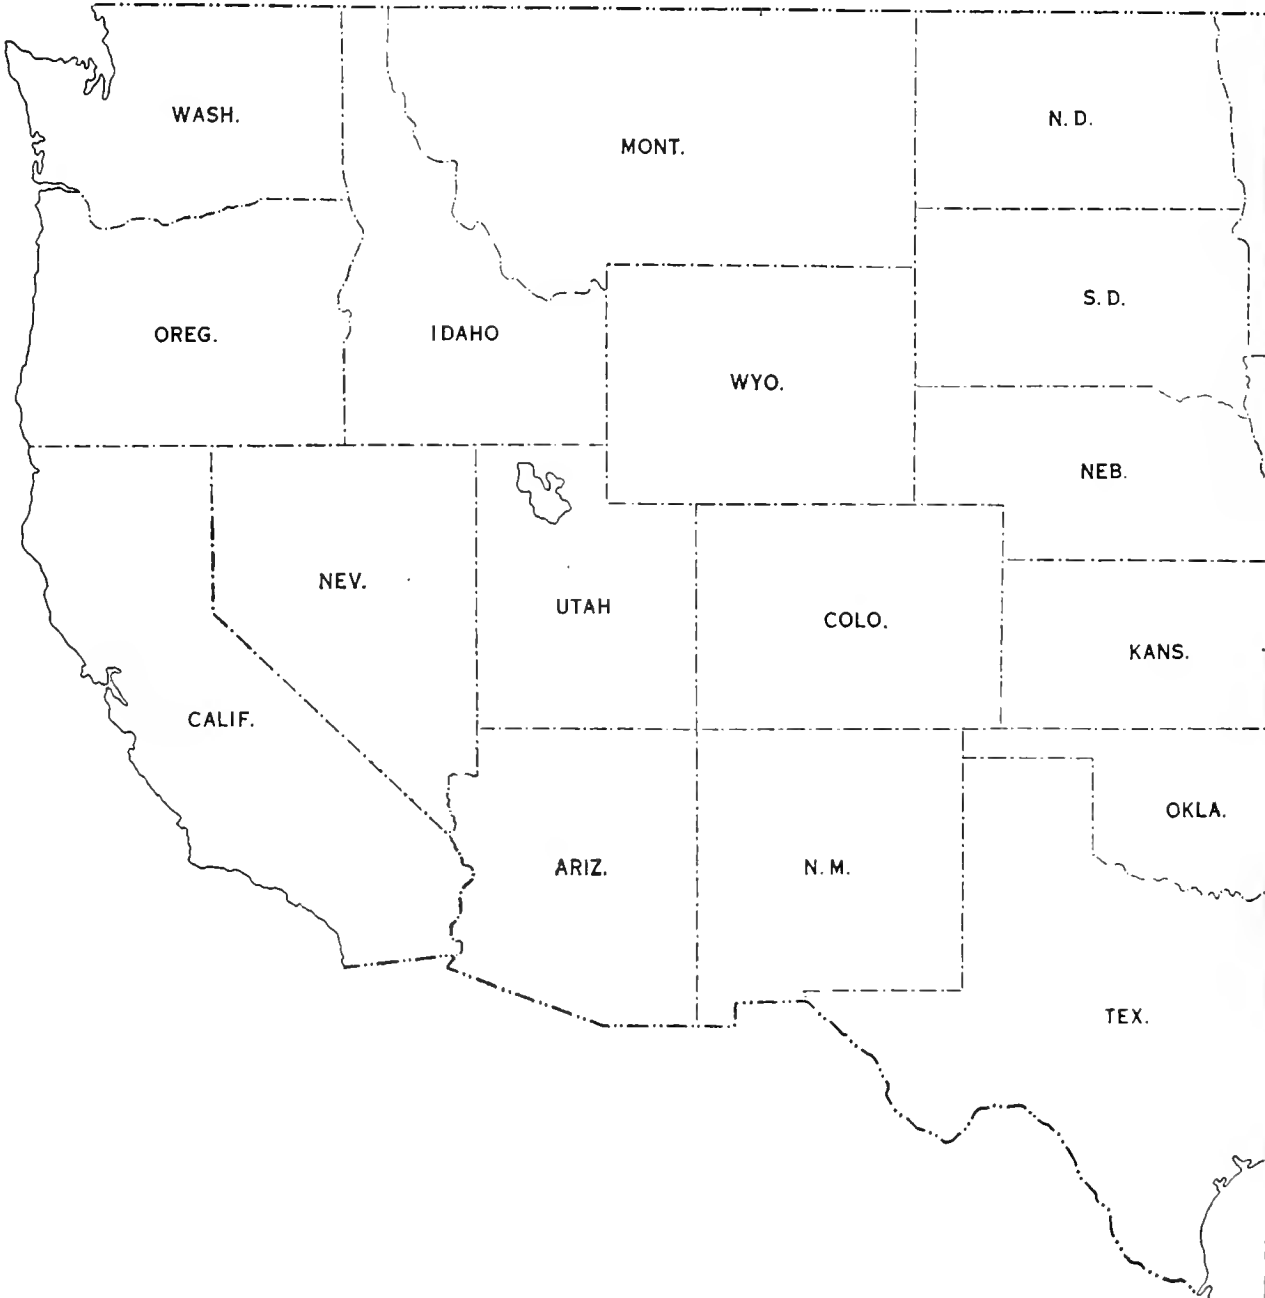 WASH.
MONT.
N. D.
S. D.
OREG.
IDAHO
WYO.
NEB.
NEV.
UTAH
COLO.
KANS.
CALIF.
OKLA.
ARIZ.
N. M.
TEX.